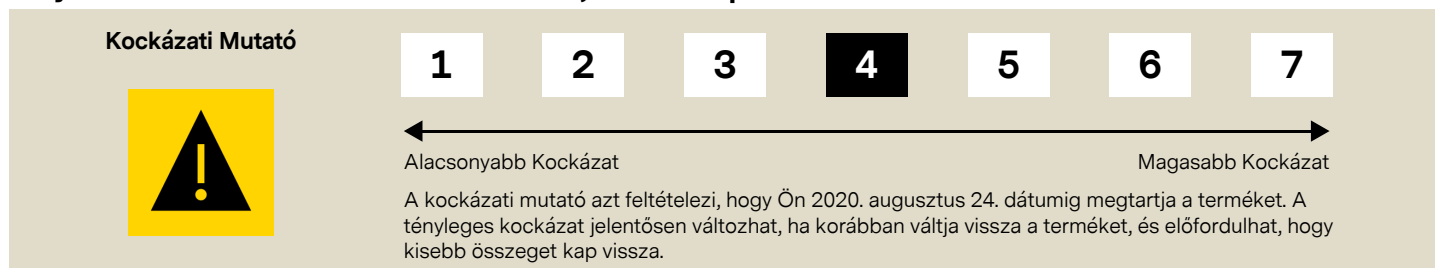 Kockázati Mutató
1 2 3 4 5 6 7
Alacsonyabb Kockázat Magasabb Kockázat
A kockázati mutató azt feltételezi, hogy Ön 2020. augusztus 24. dátumig megtartja a terméket. A
tényleges kockázat jelentősen változhat, ha korábban váltja vissza a terméket, és előfordulhat, hogy
kisebb összeget kap vissza.